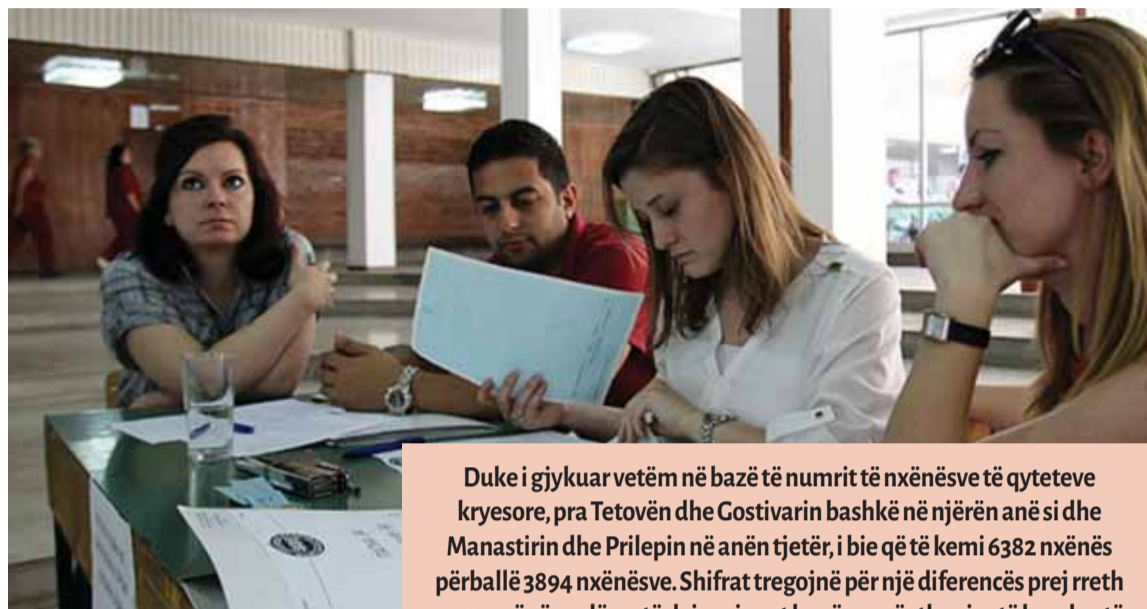 Duke i gjykuar vetëm në bazë të numrit të nxënësve të qyteteve
kryesore, pra Tetovën dhe Gostivarin bashkë në njërën anë si dhe
Manastirin dhe Prilepin në anën tjetër, i bie që të kemi 6382 nxënës
përballë 3894 nxënësve. Shifrat tregojnë për një diferencës prej rreth